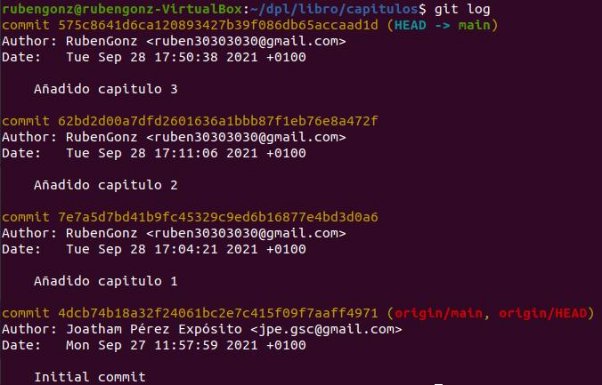 rubengonz@rubengonz-VirtualBox:~/dpl/libro/capitulos$ git log
commit 575c8641d6ca120893427b39f086db65accaad1d (HEAD -> main)
Author: RubenGonz <ruben30303030@gmail.com>
Date:   Tue Sep 28 17:50:38 2021 +0100
    Añadido capitulo 3
commit 62bd2d00a7dfd2601636a1bbb87f1eb76e8a472f
Author: RubenGonz <ruben30303030@gmail.com>
Date:   Tue Sep 28 17:11:06 2021 +0100
    Añadido capitulo 2
commit 7e7a5d7bd41b9fc45329c9ed6b16877e4bd3d0a6
Author: RubenGonz <ruben30303030@gmail.com>
Date:   Tue Sep 28 17:04:21 2021 +0100
    Añadido capitulo 1
commit 4dcb74b18a32f24061bc2e7c415f09f7aaff4971 (origin/main, origin/HEAD)
Author: Joatham Pérez Expósito <jpe.gsc@gmail.com>
Date:   Mon Sep 27 11:57:59 2021 +0100
    Initial commit